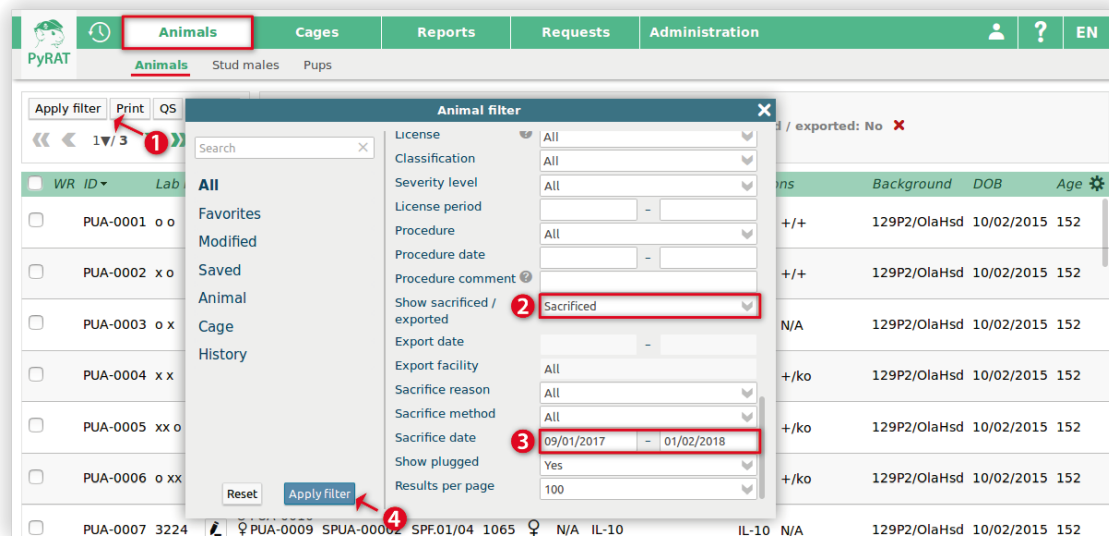 Animals Cages Reports Requests Administration ? EN
PyRAT
Animals Stud males Pups
Apply filter Print QS
Animal filter
1 / 3 1
/ exported: No
Search
License ? All
Classification All
All
Severity level All
WR ID Lab Background DOB Age
Favorites
License period -
PUA-0001 o o +/+ 129P2/OlaHsd 10/02/2015 152
Modified
Procedure All
Saved
Procedure date -
PUA-0002 x o +/+ 129P2/OlaHsd 10/02/2015 152
Procedure comment ?
Animal
Show sacrificed / exported 2 Sacrificed
Cage
PUA-0003 o x N/A 129P2/OlaHsd 10/02/2015 152
Export date -
History
Export facility All
PUA-0004 x x +/ko 129P2/OlaHsd 10/02/2015 152
Sacrifice reason All
Sacrifice method All
PUA-0005 xx o +/ko 129P2/OlaHsd 10/02/2015 152
Sacrifice date 3 09/01/2017 - 01/02/2018
Show plugged Yes
PUA-0006 o xx +/ko 129P2/OlaHsd 10/02/2015 152
Results per page 100
Reset Apply filter 4
PUA-0007 3224 ♀ PUA-0009 SPF.01/04 1065 ♀ N/A IL-10 IL-10 N/A 129P2/OlaHsd 10/02/2015 152